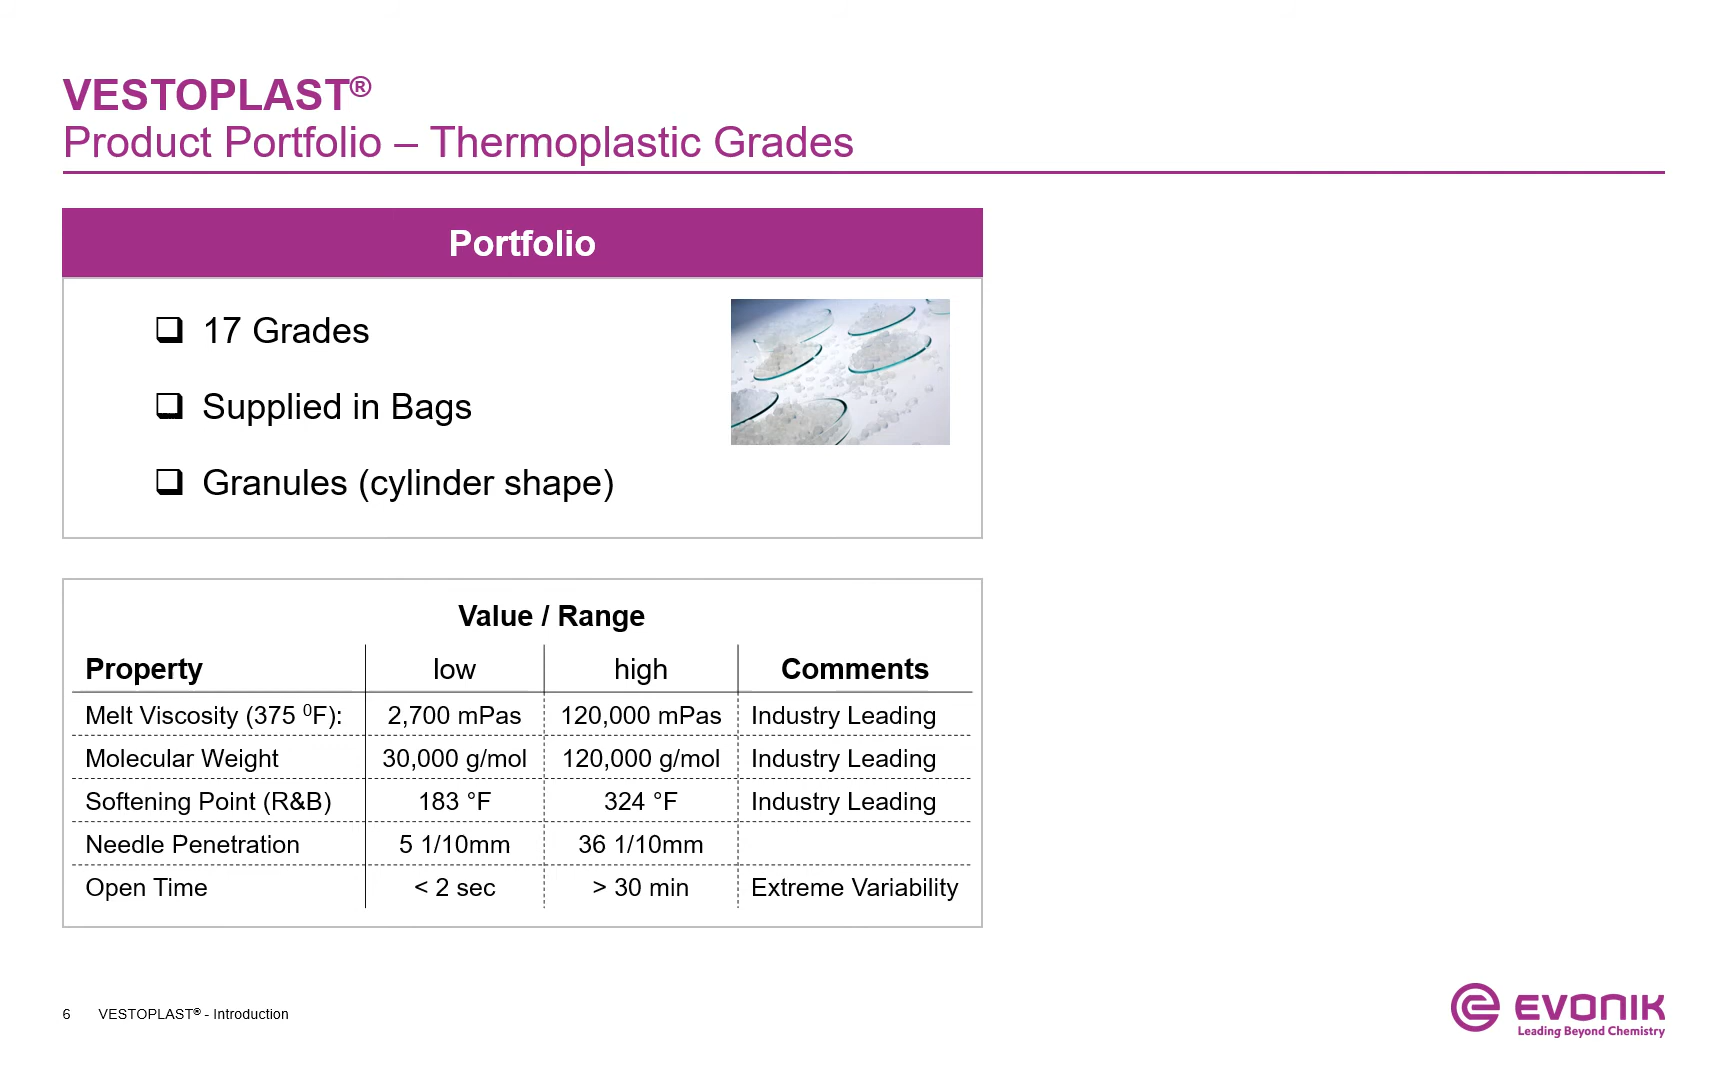 VESTOPLAST®
Product Portfolio – Thermoplastic Grades
Portfolio
❑ 17 Grades
❑ Supplied in Bags
❑ Granules (cylinder shape)
Value / Range
Property low high Comments
Melt Viscosity (375 ⁰F): 2,700 mPas 120,000 mPas Industry Leading
Molecular Weight 30,000 g/mol 120,000 g/mol Industry Leading
Softening Point (R&B) 183 °F 324 °F Industry Leading
Needle Penetration 5 1/10mm 36 1/10mm
Open Time < 2 sec > 30 min Extreme Variability
6 VESTOPLAST® - Introduction
EVONIK
Leading Beyond Chemistry